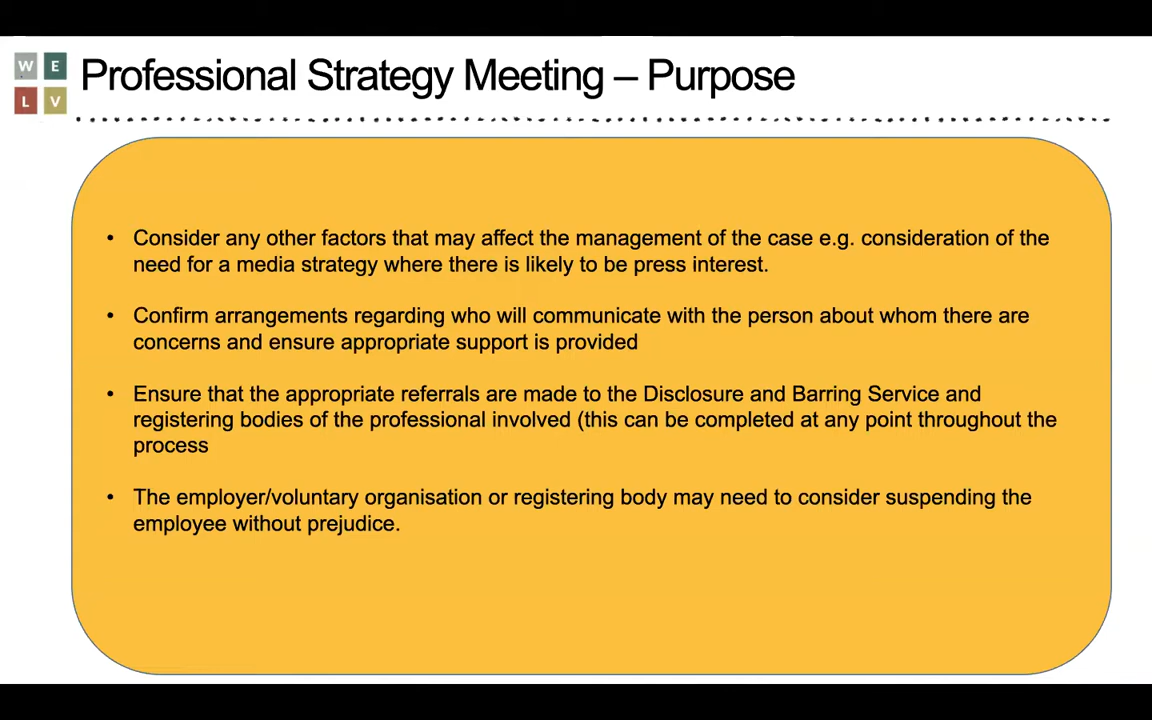 W E
L V
Professional Strategy Meeting – Purpose
• Consider any other factors that may affect the management of the case e.g. consideration of the
need for a media strategy where there is likely to be press interest.
• Confirm arrangements regarding who will communicate with the person about whom there are
concerns and ensure appropriate support is provided
• Ensure that the appropriate referrals are made to the Disclosure and Barring Service and
registering bodies of the professional involved (this can be completed at any point throughout the
process
• The employer/voluntary organisation or registering body may need to consider suspending the
employee without prejudice.